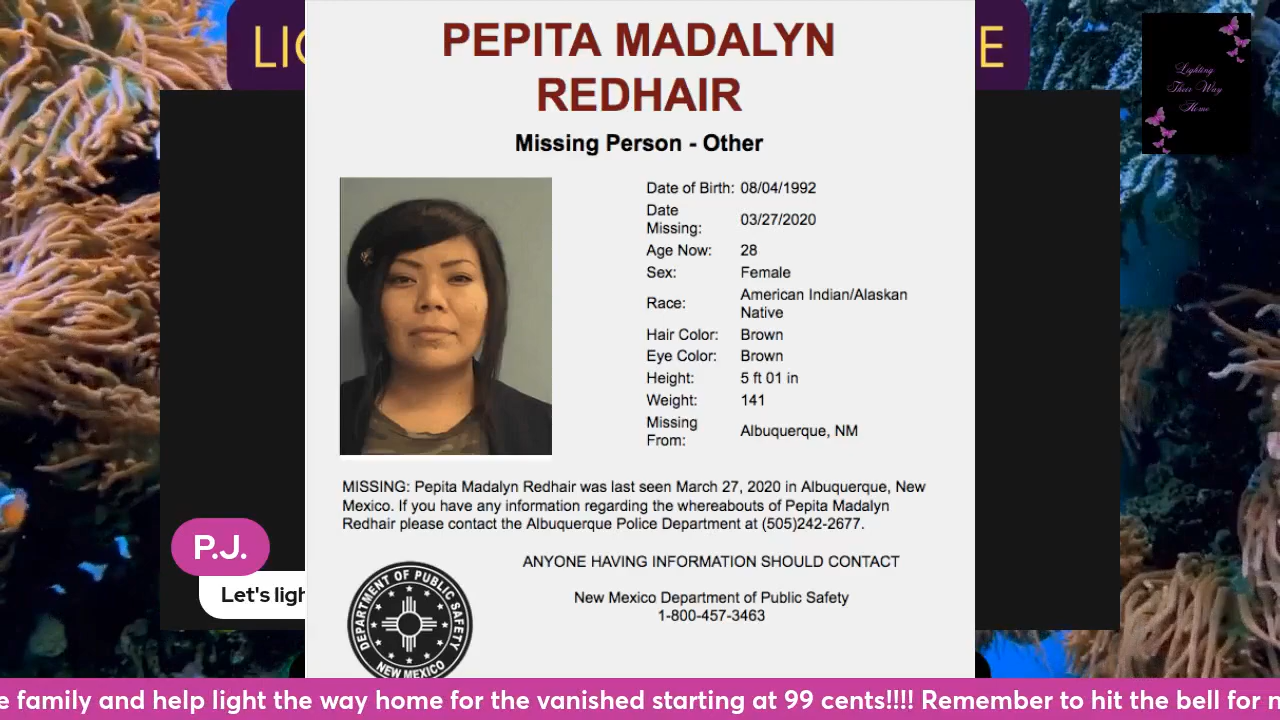 LI
E
PEPITA MADALYN
REDHAIR
Missing Person - Other
Lighting
Their Way
Home
Date of Birth: 08/04/1992
Date
Missing: 03/27/2020
Age Now: 28
Sex: Female
Race: American Indian/Alaskan
Native
Hair Color: Brown
Eye Color: Brown
Height: 5 ft 01 in
Weight: 141
Missing
From: Albuquerque, NM
MISSING: Pepita Madalyn Redhair was last seen March 27, 2020 in Albuquerque, New
Mexico. If you have any information regarding the whereabouts of Pepita Madalyn
Redhair please contact the Albuquerque Police Department at (505)242-2677.
ANYONE HAVING INFORMATION SHOULD CONTACT
New Mexico Department of Public Safety
1-800-457-3463
DEPARTMENT OF PUBLIC SAFETY
NEW MEXICO
P.J.
Let's ligh
e family and help light the way home for the vanished starting at 99 cents!!!! Remember to hit the bell for